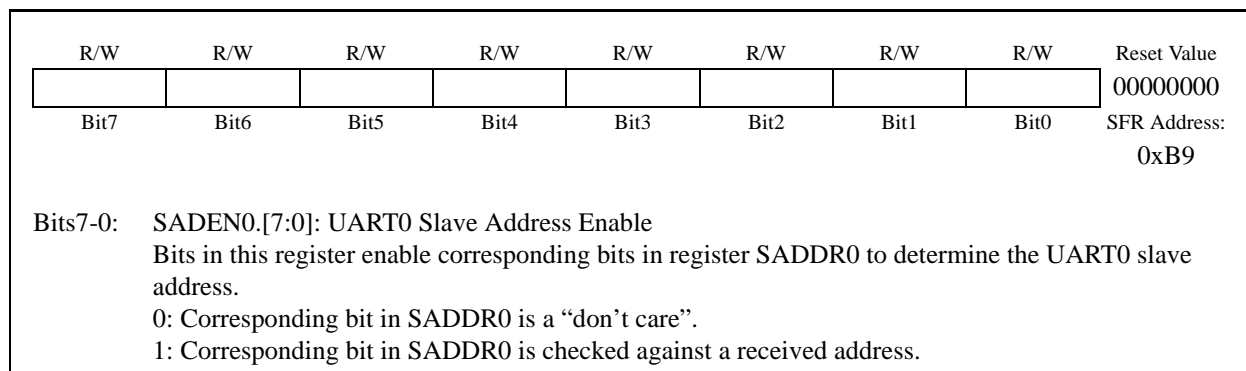 R/W R/W R/W R/W R/W R/W R/W R/W Reset Value
00000000
Bit7 Bit6 Bit5 Bit4 Bit3 Bit2 Bit1 Bit0 SFR Address:
0xB9
Bits7-0: SADEN0.[7:0]: UART0 Slave Address Enable
Bits in this register enable corresponding bits in register SADDR0 to determine the UART0 slave
address.
0: Corresponding bit in SADDR0 is a “don’t care”.
1: Corresponding bit in SADDR0 is checked against a received address.